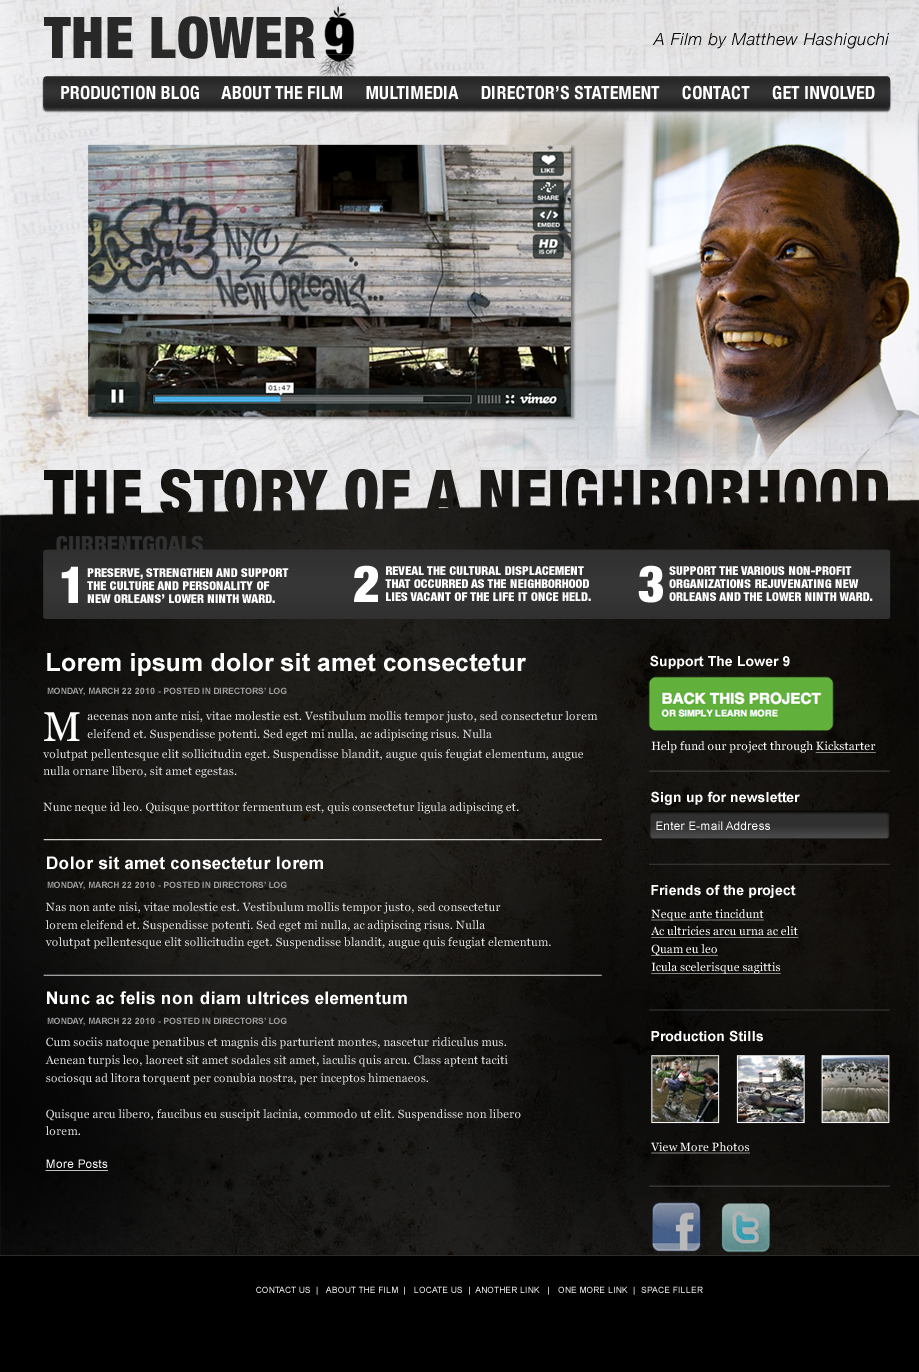 THE LOWER 9
A Film by Matthew Hashiguchi
PRODUCTION BLOG ABOUT THE FILM MULTIMEDIA DIRECTOR'S STATEMENT CONTACT GET INVOLVED
BUILD
NYC
2
NEW ORLEANS...
LIKE
SHARE
EMBED
HD
IS OFF
01:47
vimeo
THE STORY OF A NEIGHBORHOOD
CURRENTGOALS
1 PRESERVE, STRENGTHEN AND SUPPORT
THE CULTURE AND PERSONALITY OF
NEW ORLEANS' LOWER NINTH WARD.
2 REVEAL THE CULTURAL DISPLACEMENT
THAT OCCURRED AS THE NEIGHBORHOOD
LIES VACANT OF THE LIFE IT ONCE HELD.
3 SUPPORT THE VARIOUS NON-PROFIT
ORGANIZATIONS REJUVENATING NEW
ORLEANS AND THE LOWER NINTH WARD.
Lorem ipsum dolor sit amet consectetur
MONDAY, MARCH 22 2010 - POSTED IN DIRECTORS' LOG
Maecenas non ante nisi, vitae molestie est. Vestibulum mollis tempor justo, sed consectetur lorem
eleifend et. Suspendisse potenti. Sed eget mi nulla, ac adipiscing risus. Nulla
volutpat pellentesque elit sollicitudin eget. Suspendisse blandit, augue quis feugiat elementum, augue
nulla ornare libero, sit amet egestas.
Nunc neque id leo. Quisque porttitor fermentum est, quis consectetur ligula adipiscing et.
Dolor sit amet consectetur lorem
MONDAY, MARCH 22 2010 - POSTED IN DIRECTORS' LOG
Nas non ante nisi, vitae molestie est. Vestibulum mollis tempor justo, sed consectetur
lorem eleifend et. Suspendisse potenti. Sed eget mi nulla, ac adipiscing risus. Nulla
volutpat pellentesque elit sollicitudin eget. Suspendisse blandit, augue quis feugiat elementum.
Nunc ac felis non diam ultrices elementum
MONDAY, MARCH 22 2010 - POSTED IN DIRECTORS' LOG
Cum sociis natoque penatibus et magnis dis parturient montes, nascetur ridiculus mus.
Aenean turpis leo, laoreet sit amet sodales sit amet, iaculis quis arcu. Class aptent taciti
sociosqu ad litora torquent per conubia nostra, per inceptos himenaeos.
Quisque arcu libero, faucibus eu suscipit lacinia, commodo ut elit. Suspendisse non libero
lorem.
More Posts
Support The Lower 9
BACK THIS PROJECT
OR SIMPLY LEARN MORE
Help fund our project through Kickstarter
Sign up for newsletter
Enter E-mail Address
Friends of the project
Neque ante tincidunt
Ac ultricies arcu urna ac elit
Quam eu leo
Icula scelerisque sagittis
Production Stills
View More Photos
f
t
CONTACT US | ABOUT THE FILM | LOCATE US | ANOTHER LINK | ONE MORE LINK | SPACE FILLER